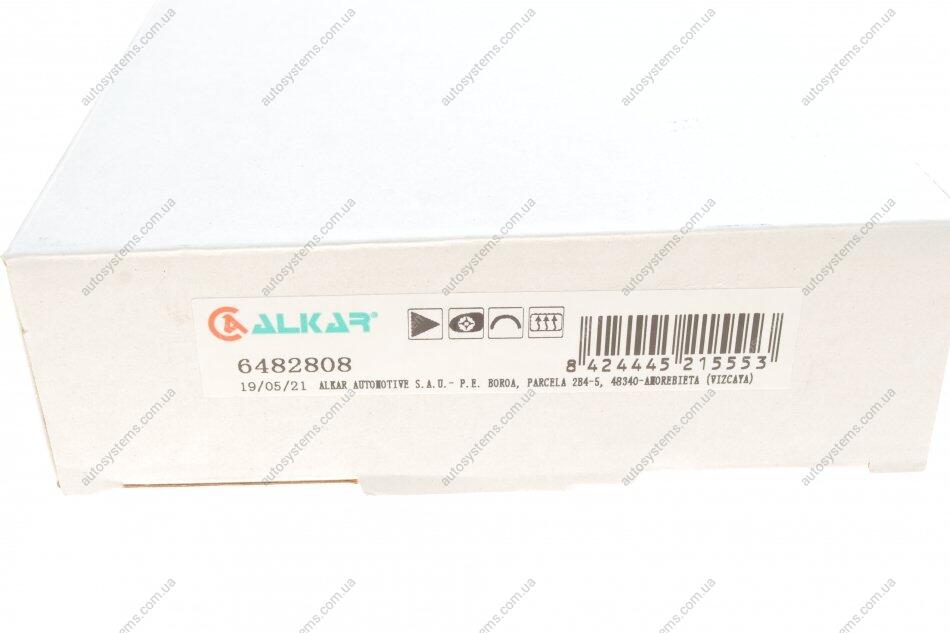 ALKAR®
6482808
8 424445 215553
19/05/21 ALKAR AUTOMOTIVE S.A.U.- P.E. BOROA, PARCELA 2B4-5, 48340-AMOREBIETA (VIZCAYA)
autosystems.com.ua